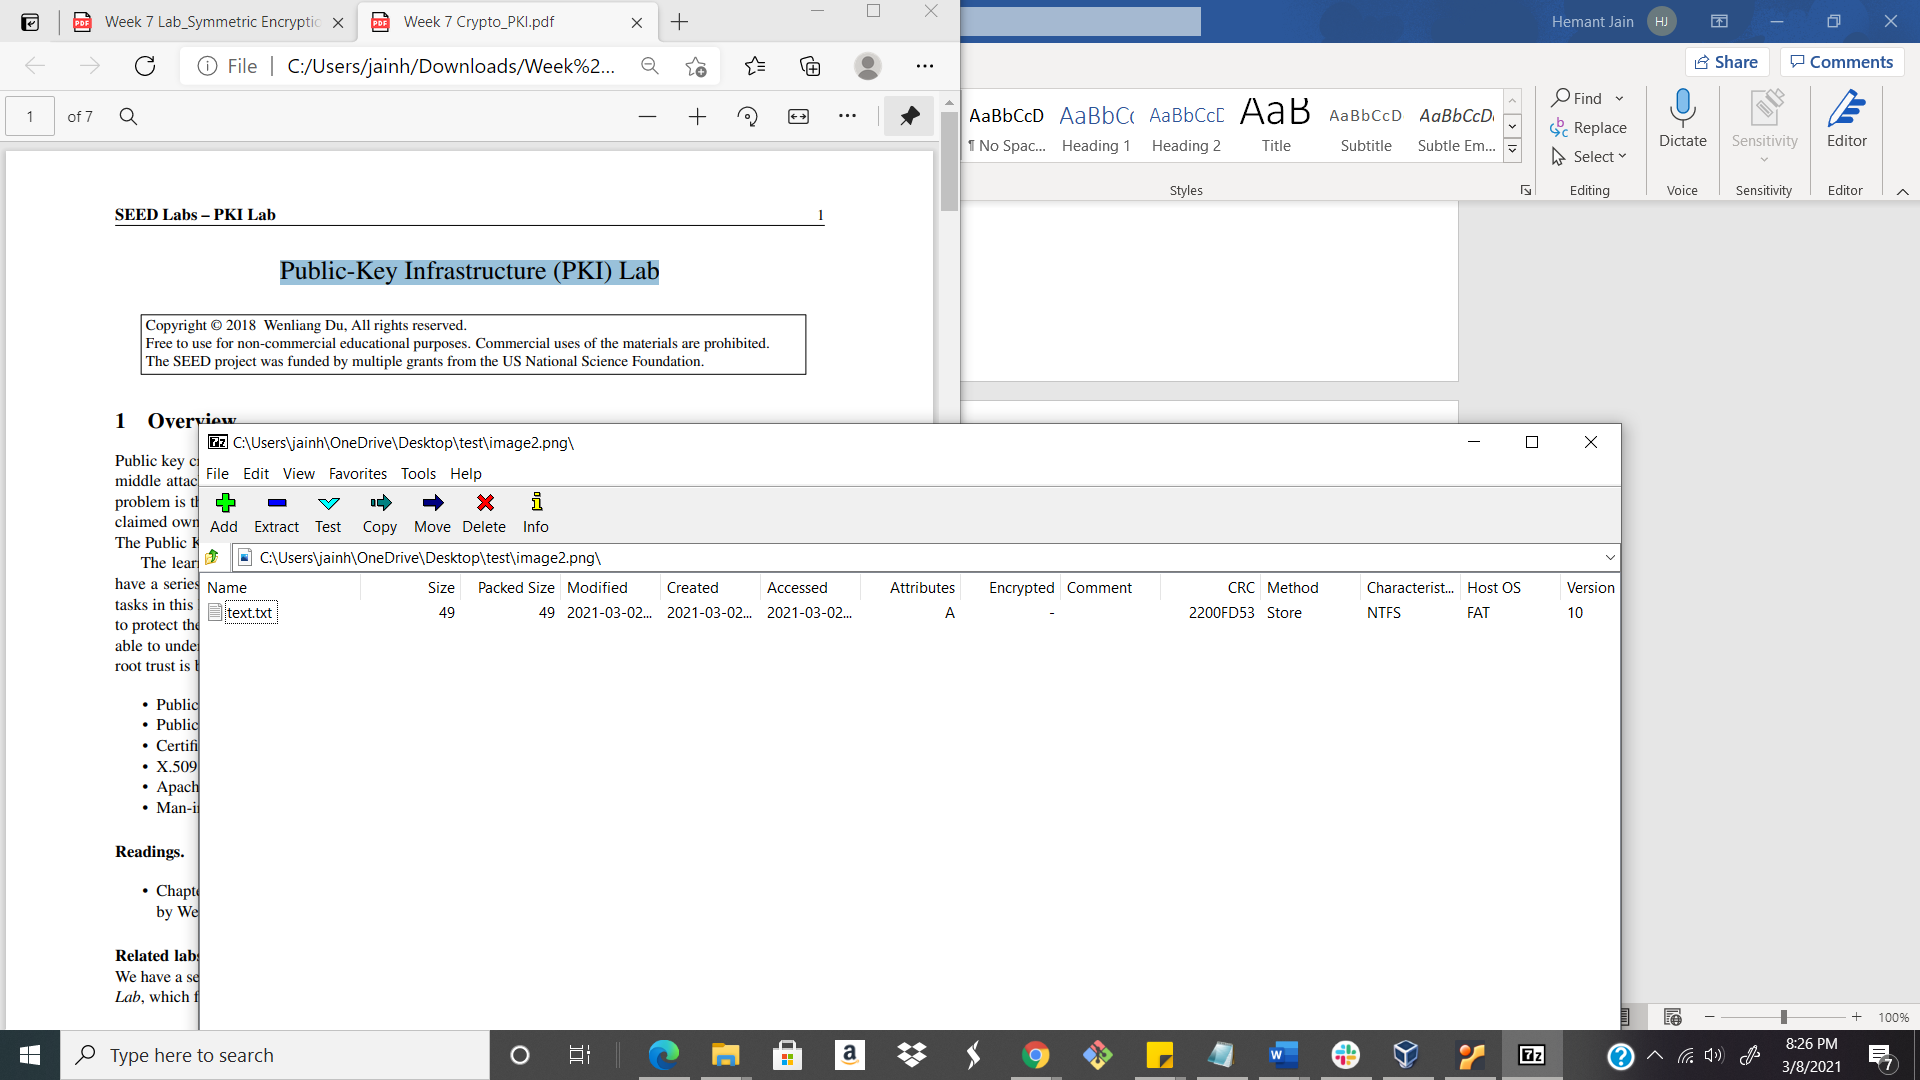 Week 7 Lab_Symmetric Encryptic
Week 7 Crypto_PKI.pdf
File
C:/Users/jainh/Downloads/Week%2...
1 of 7
SEED Labs – PKI Lab 1
Public-Key Infrastructure (PKI) Lab
Copyright © 2018 Wenliang Du, All rights reserved.
Free to use for non-commercial educational purposes. Commercial uses of the materials are prohibited.
The SEED project was funded by multiple grants from the US National Science Foundation.
1 Overview
Public key c
middle attac
problem is th
claimed own
The Public K
The lear
have a series
tasks in this
to protect the
able to under
root trust is b
• Public
• Public
• Certifi
• X.509
• Apach
• Man-i
Readings.
• Chapte
by We
Related labs
We have a se
Lab, which f
Hemant Jain
HJ
Share
Comments
AaBbCcD
¶ No Spac...
AaBbCc
Heading 1
AaBbCcE
Heading 2
AaB
Title
AaBbCcD
Subtitle
AaBbCcD
Subtle Em...
Styles
Find
Replace
Select
Editing
Dictate
Voice
Sensitivity
Sensitivity
Editor
Editor
C:\Users\jainh\OneDrive\Desktop\test\image2.png\
File Edit View Favorites Tools Help
Add Extract Test Copy Move Delete Info
C:\Users\jainh\OneDrive\Desktop\test\image2.png\
Name Size Packed Size Modified Created Accessed Attributes Encrypted Comment CRC Method Characterist... Host OS Version
text.txt 49 49 2021-03-02... 2021-03-02... 2021-03-02... A - 2200FD53 Store NTFS FAT 10
100%
Type here to search
8:26 PM
3/8/2021
7